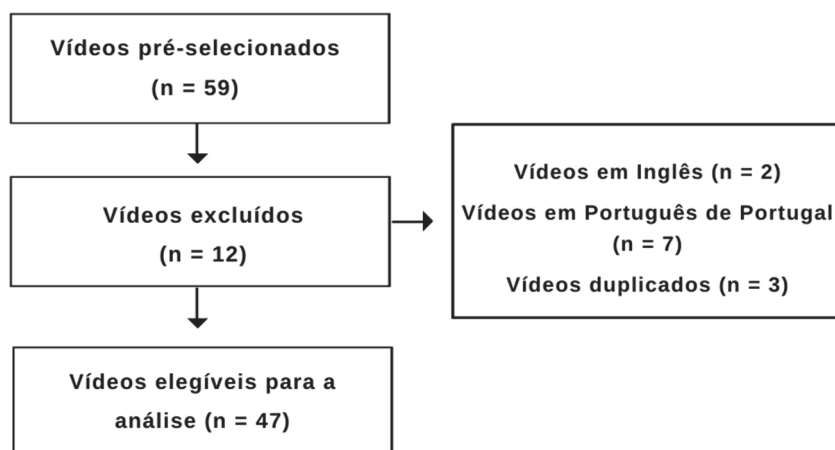 Vídeos pré-selecionados
(n = 59)
Vídeos excluídos
(n = 12)
Vídeos em Inglês (n = 2)
Vídeos em Português de Portugal
(n = 7)
Vídeos duplicados (n = 3)
Vídeos elegíveis para a
análise (n = 47)